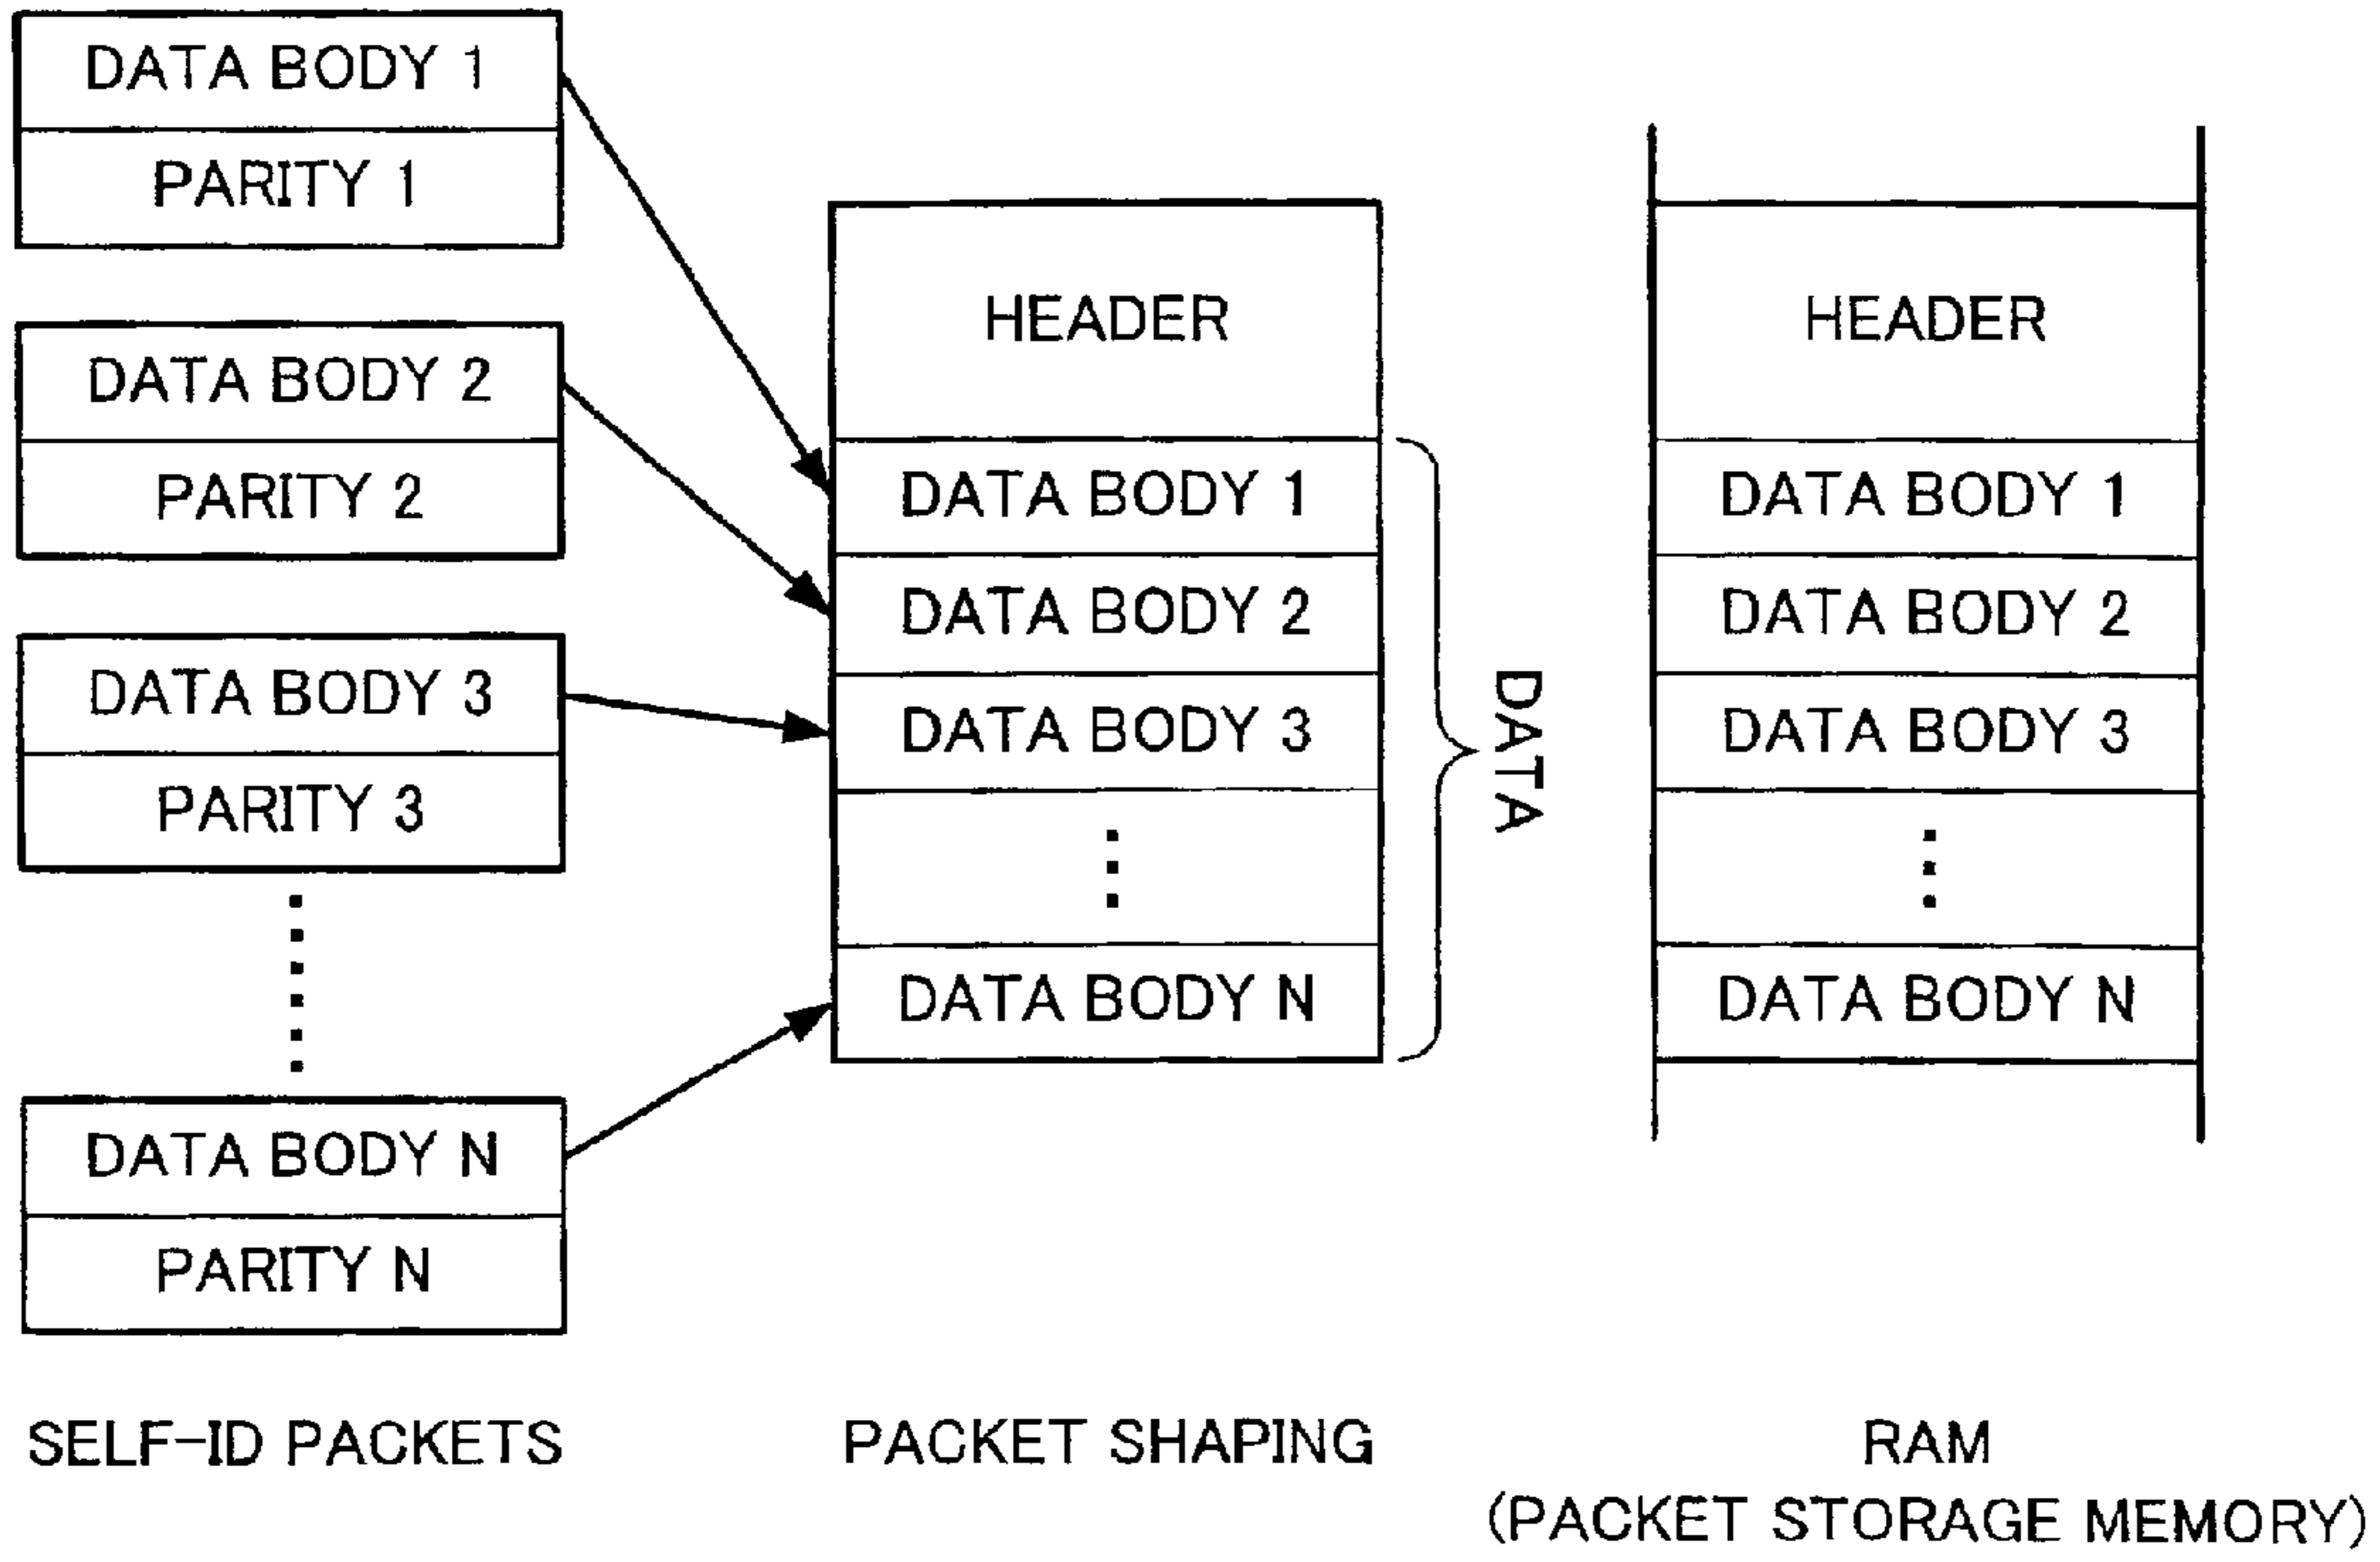 DATA BODY 1
PARITY 1
DATA BODY 2
PARITY 2
DATA BODY 3
PARITY 3
DATA BODY N
PARITY N
SELF-ID PACKETS
HEADER
DATA BODY 1
DATA BODY 2
DATA BODY 3
DATA BODY N
DATA
PACKET SHAPING
HEADER
DATA BODY 1
DATA BODY 2
DATA BODY 3
DATA BODY N
RAM
(PACKET STORAGE MEMORY)